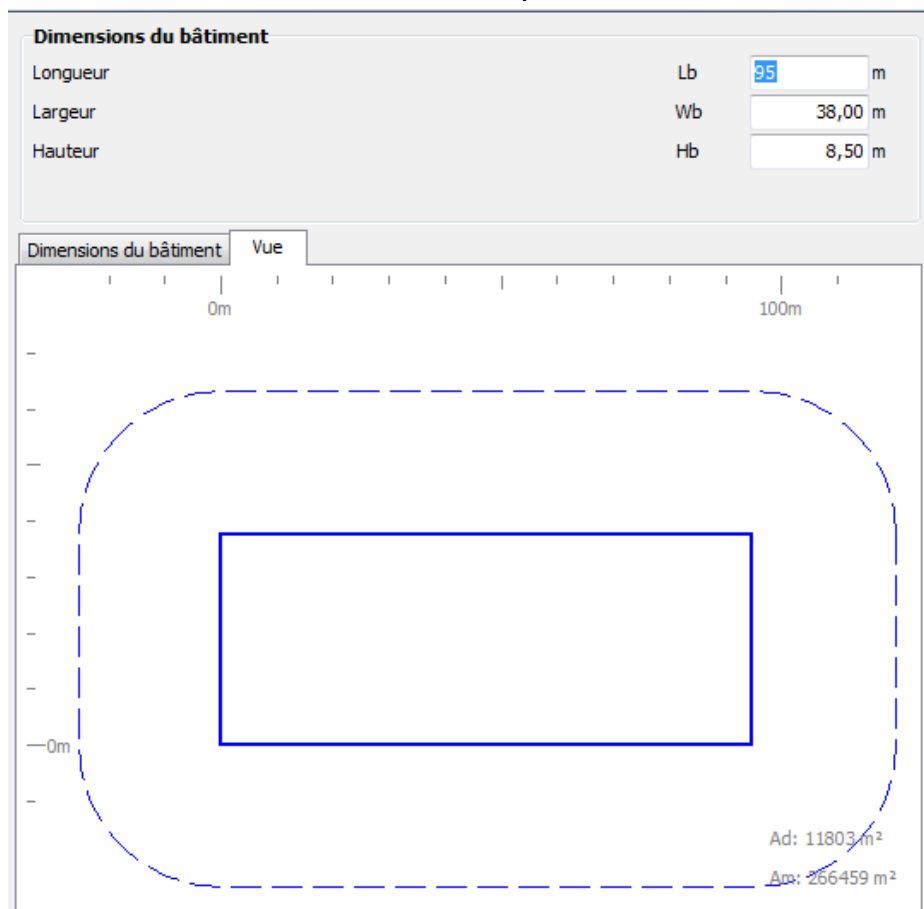 Dimensions du bâtiment
Longueur Lb 95 m
Largeur Wb 38,00 m
Hauteur Hb 8,50 m
Dimensions du bâtiment Vue
0m 100m
0m
Ad: 11803 m²
Am: 266459 m²